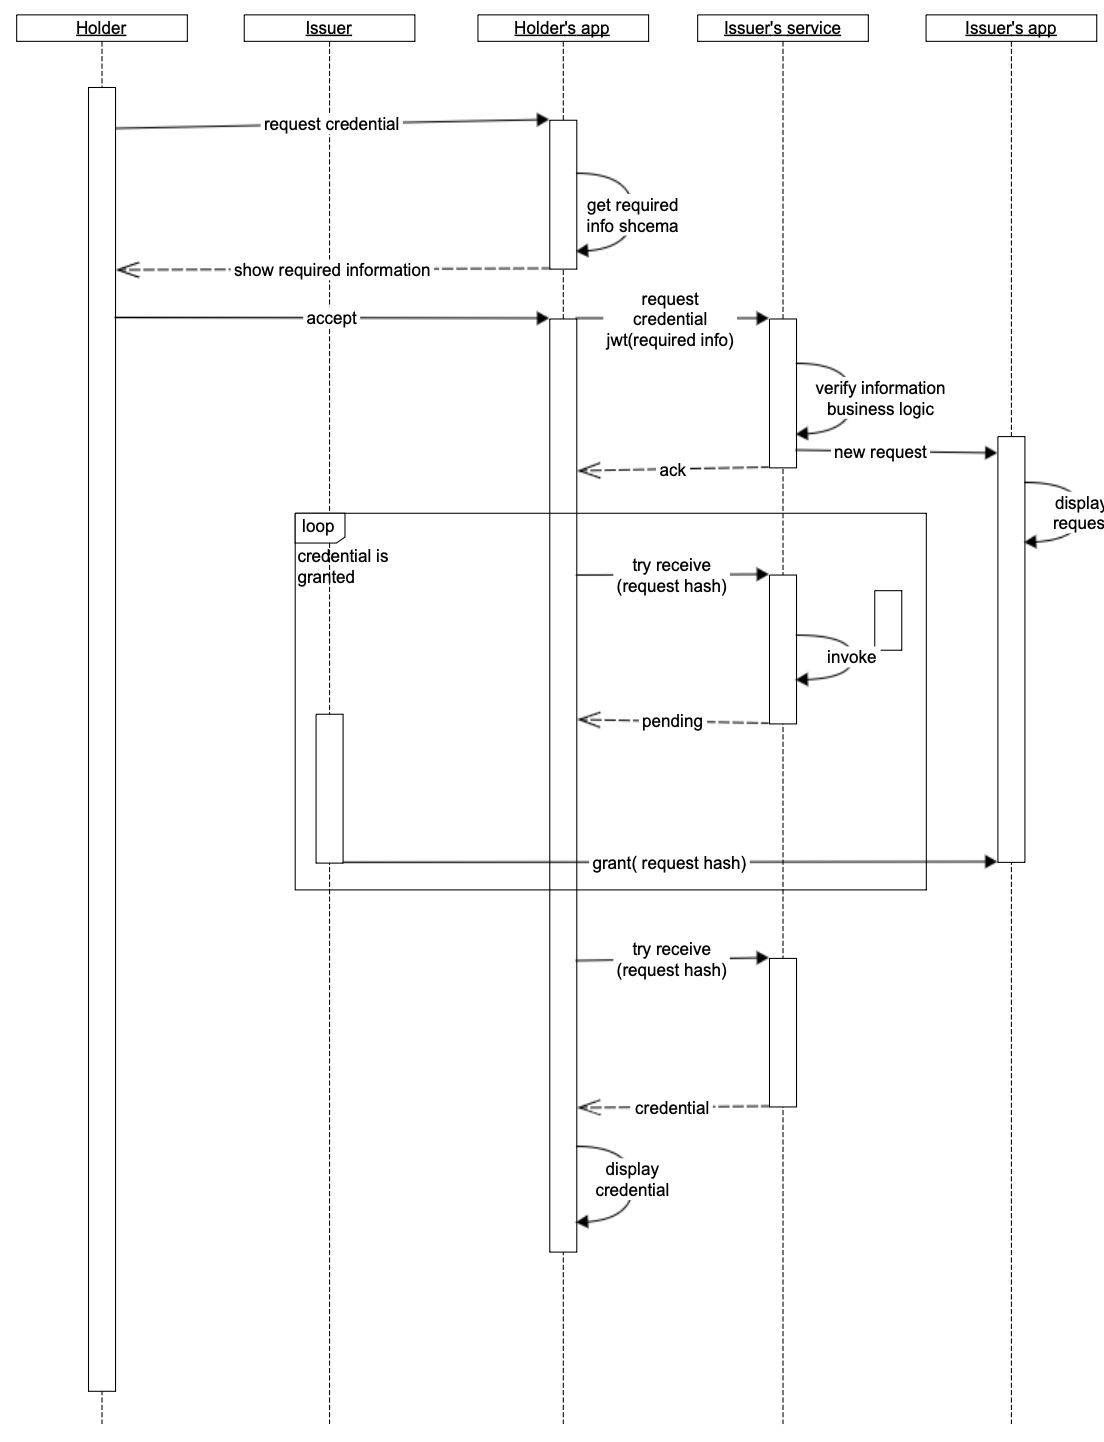 Holder
Issuer
Holder's app
Issuer's service
Issuer's app
request credential
get required
info shcema
show required information
accept
request
credential
jwt(required info)
verify information
business logic
new request
ack
display
reques
loop
credential is
granted
try receive
(request hash)
invoke
pending
grant( request hash)
try receive
(request hash)
credential
display
credential